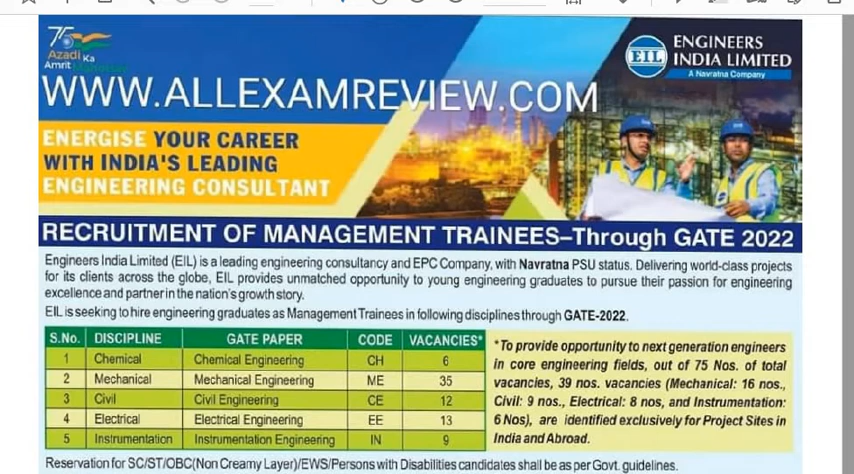 75
Azadi Ka
Amrit Mahotsav
EIL
ENGINEERS
INDIA LIMITED
A Navratna Company
WWW.ALLEXAMREVIEW.COM
ENERGISE YOUR CAREER
WITH INDIA'S LEADING
ENGINEERING CONSULTANT
RECRUITMENT OF MANAGEMENT TRAINEES–Through GATE 2022
Engineers India Limited (EIL) is a leading engineering consultancy and EPC Company, with Navratna PSU status. Delivering world-class projects
for its clients across the globe, EIL provides unmatched opportunity to young engineering graduates to pursue their passion for engineering
excellence and partner in the nation's growth story.
EIL is seeking to hire engineering graduates as Management Trainees in following disciplines through GATE-2022.
S.No. DISCIPLINE GATE PAPER CODE VACANCIES*
1 Chemical Chemical Engineering CH 6
2 Mechanical Mechanical Engineering ME 35
3 Civil Civil Engineering CE 12
4 Electrical Electrical Engineering EE 13
5 Instrumentation Instrumentation Engineering IN 9
*To provide opportunity to next generation engineers
in core engineering fields, out of 75 Nos. of total
vacancies, 39 nos. vacancies (Mechanical: 16 nos.,
Civil: 9 nos., Electrical: 8 nos, and Instrumentation:
6 Nos), are identified exclusively for Project Sites in
India and Abroad.
Reservation for SC/ST/OBC(Non Creamy Layer)/EWS/Persons with Disabilities candidates shall be as per Govt. guidelines.